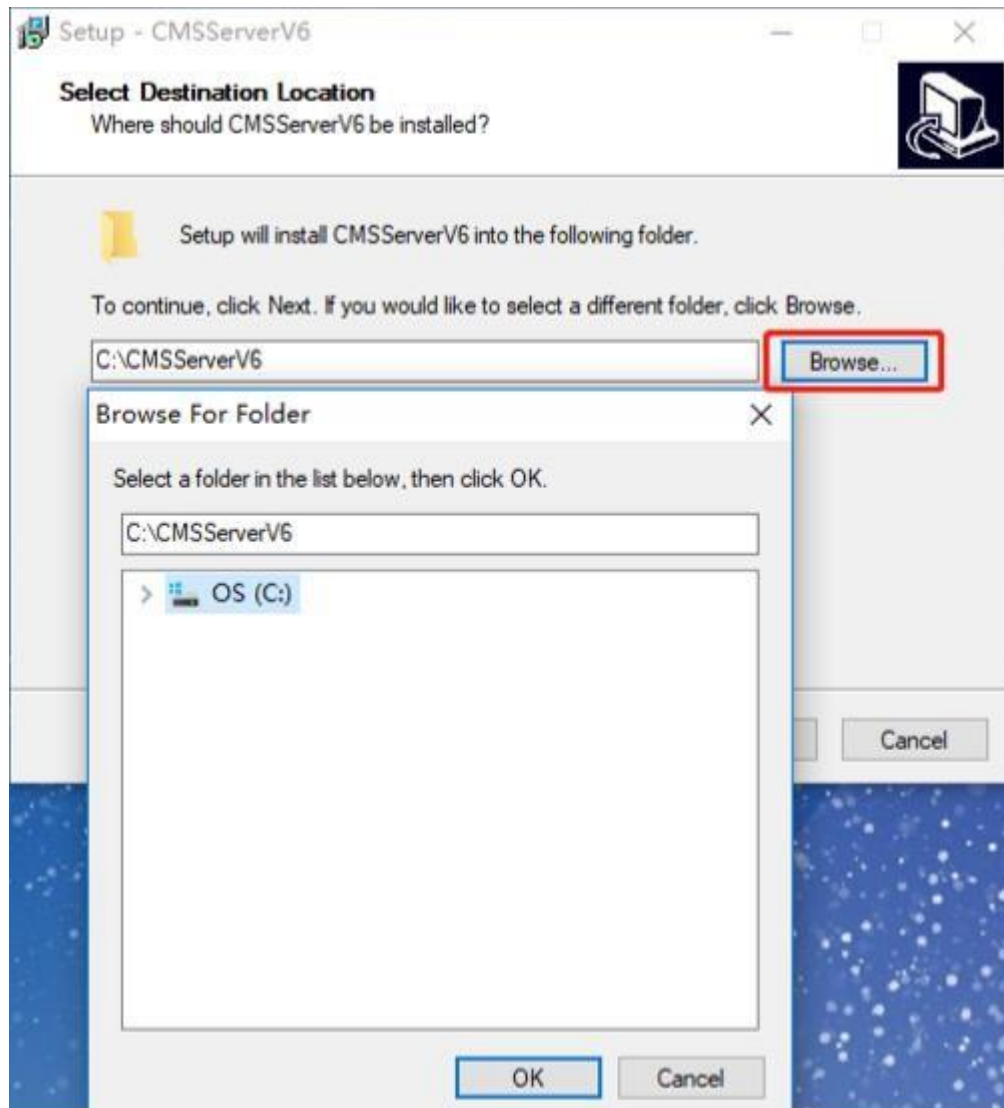 Setup - CMSServerV6
Select Destination Location
Where should CMSServerV6 be installed?
Setup will install CMSServerV6 into the following folder.
To continue, click Next. If you would like to select a different folder, click Browse.
C:\CMSServerV6
Browse...
Browse For Folder
Select a folder in the list below, then click OK.
C:\CMSServerV6
OS (C:)
Cancel
OK
Cancel